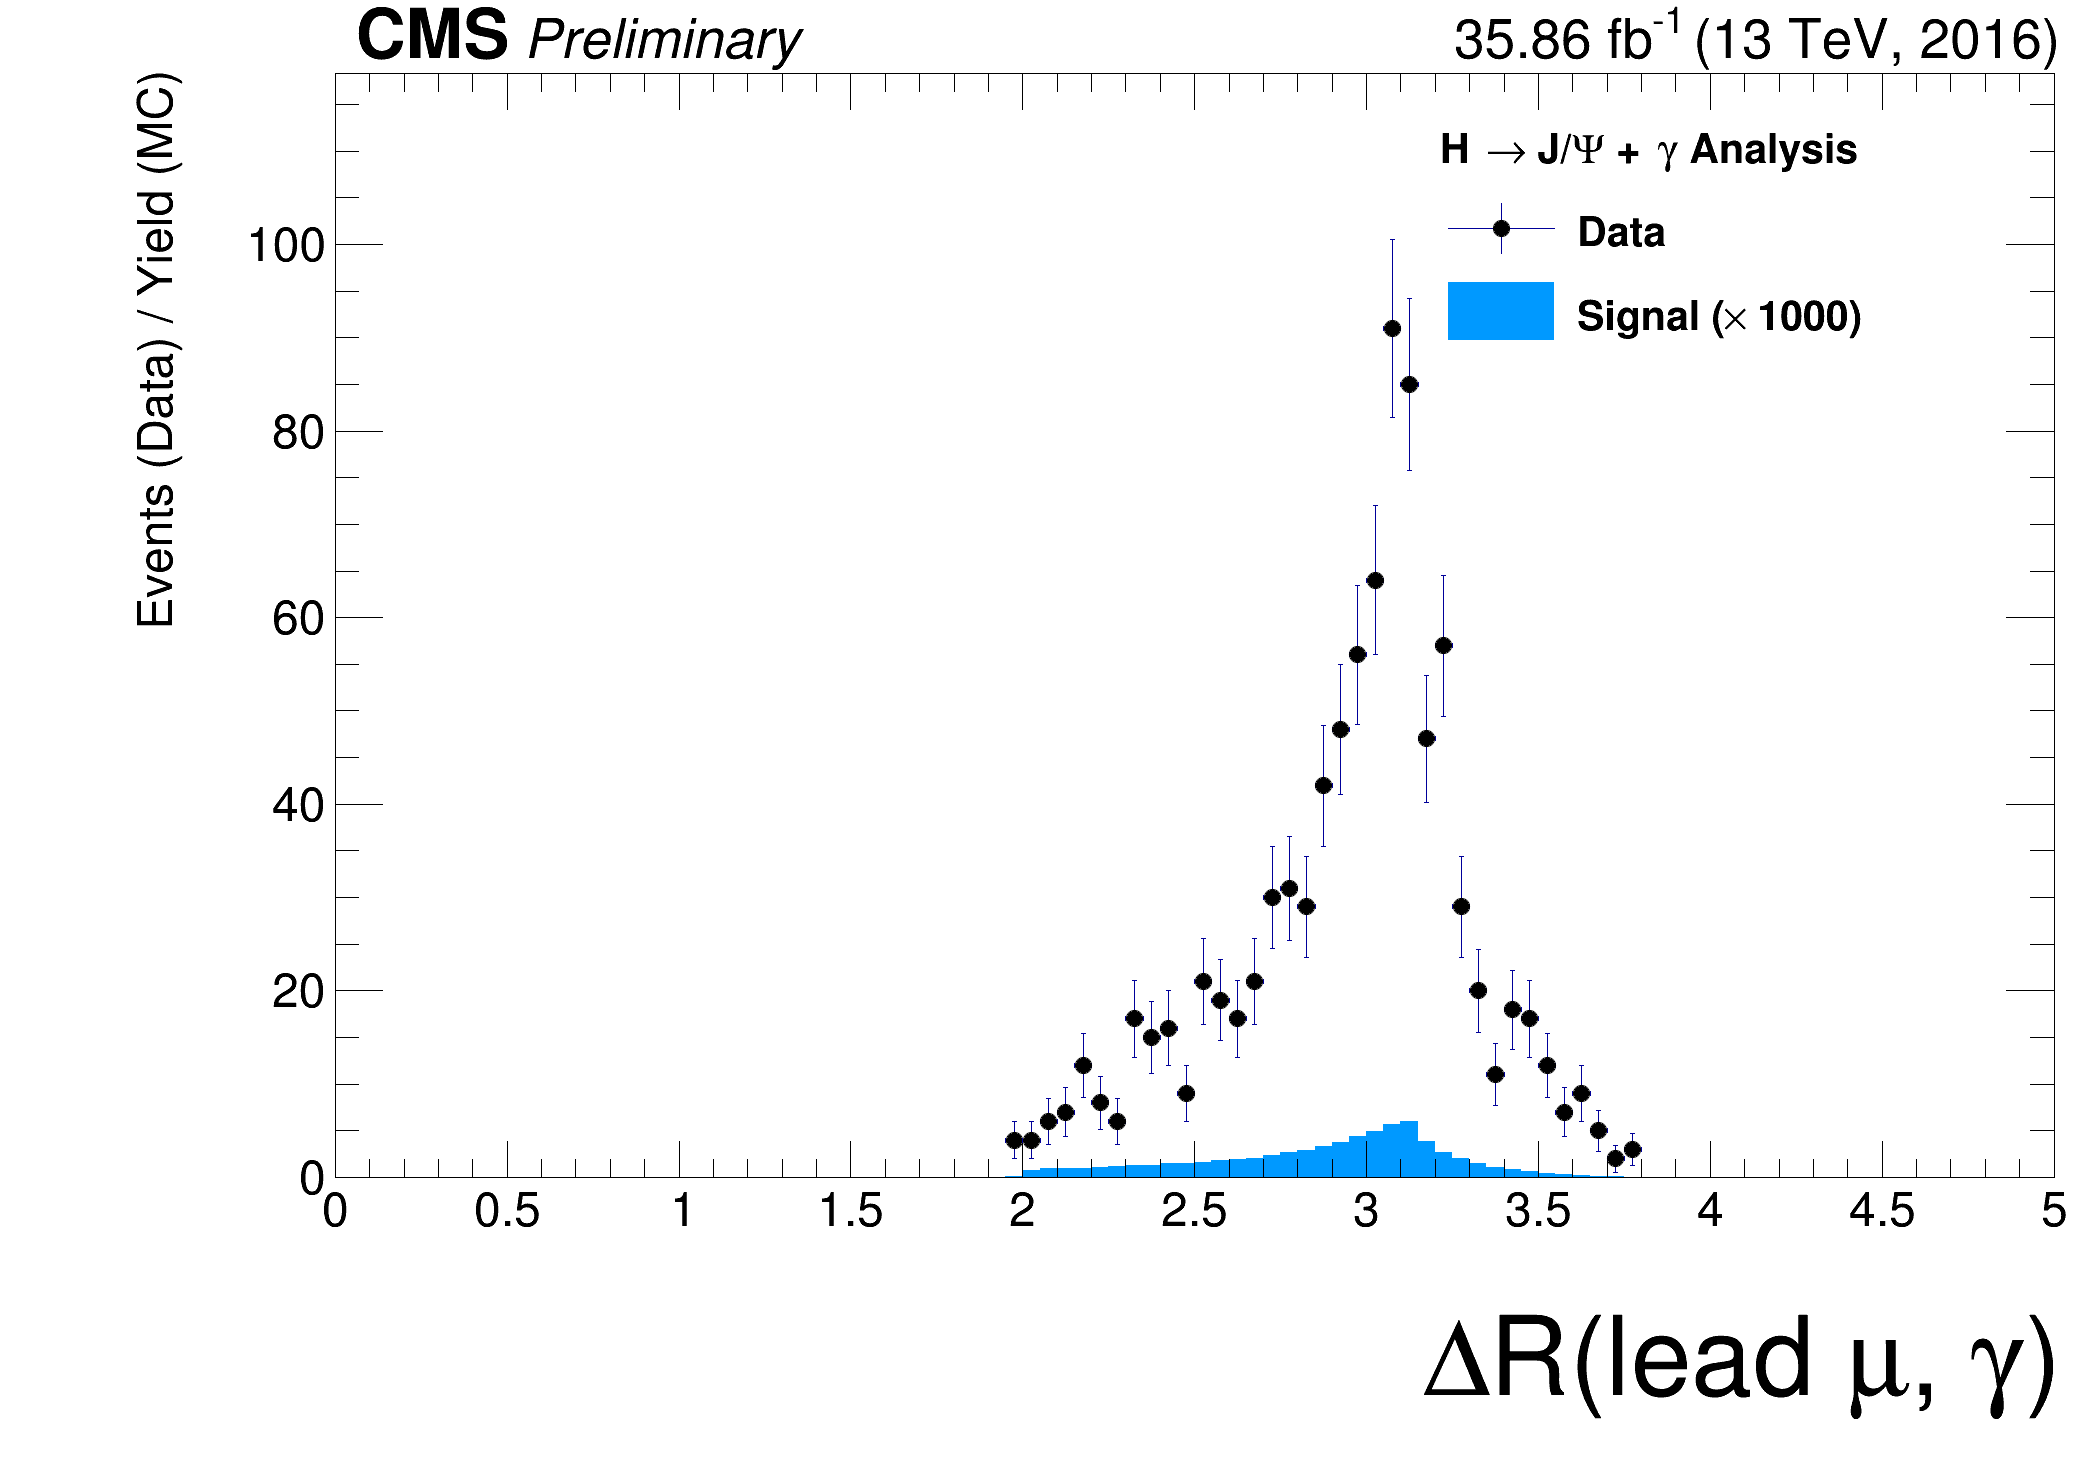 CMS Preliminary
35.86 fb-1 (13 TeV, 2016)
Events (Data) / Yield (MC)
H → J/Ψ + γ Analysis
Data
Signal (× 1000)
100
80
60
40
20
0
0 0.5 1 1.5 2 2.5 3 3.5 4 4.5 5
ΔR(lead μ, γ)